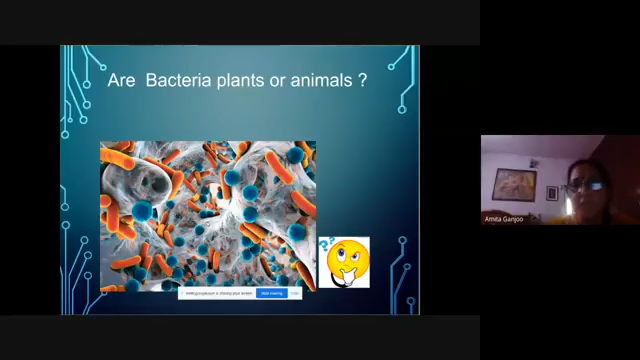 Are Bacteria plants or animals ?
Amita Ganjoo
Stop sharing